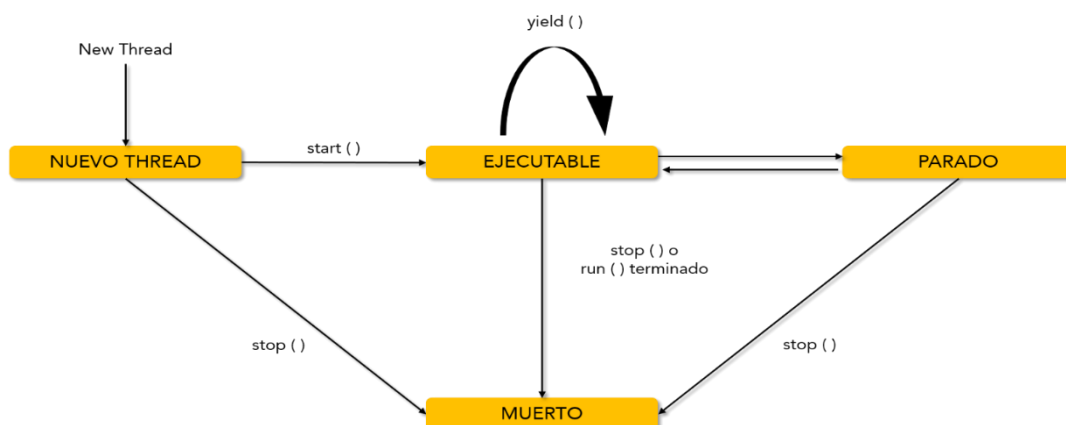 yield ( )
New Thread
NUEVO THREAD
start ( )
EJECUTABLE
PARADO
stop ( ) o
run ( ) terminado
stop ( )
stop ( )
MUERTO